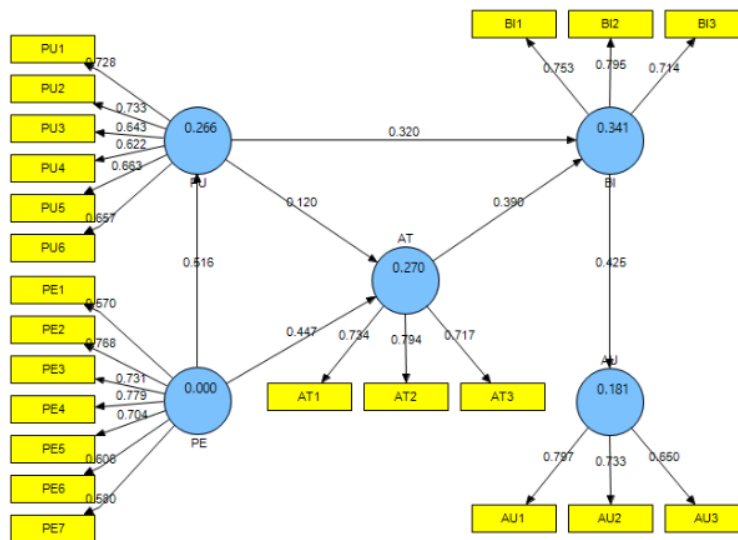 BI1
BI2
BI3
PU1
PU2
PU3
PU4
PU5
PU6
0.728
0.733
0.643
0.622
0.663
0.657
0.266
PU
0.753
0.795
0.714
0.341
BI
0.320
0.120
0.390
0.516
0.425
AT
0.270
PE1
PE2
PE3
PE4
PE5
PE6
PE7
0.570
0.768
0.731
0.779
0.704
0.608
0.580
0.000
PE
0.447
0.734
0.794
0.717
AT1
AT2
AT3
AU
0.181
0.797
0.733
0.650
AU1
AU2
AU3